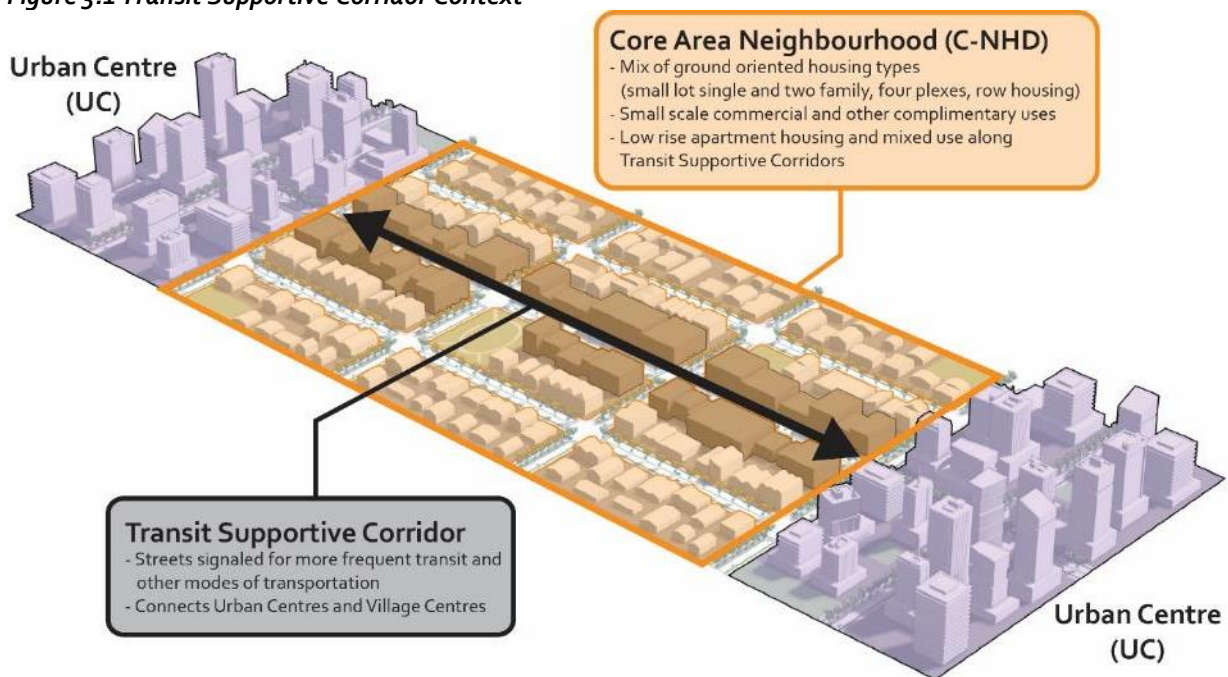 Figure 5.1 Transit Supportive Corridor Context
Urban Centre
(UC)
Core Area Neighbourhood (C-NHD)
- Mix of ground oriented housing types
(small lot single and two family, four plexes, row housing)
- Small scale commercial and other complimentary uses
- Low rise apartment housing and mixed use along
Transit Supportive Corridors
Transit Supportive Corridor
- Streets signaled for more frequent transit and
other modes of transportation
- Connects Urban Centres and Village Centres
Urban Centre
(UC)